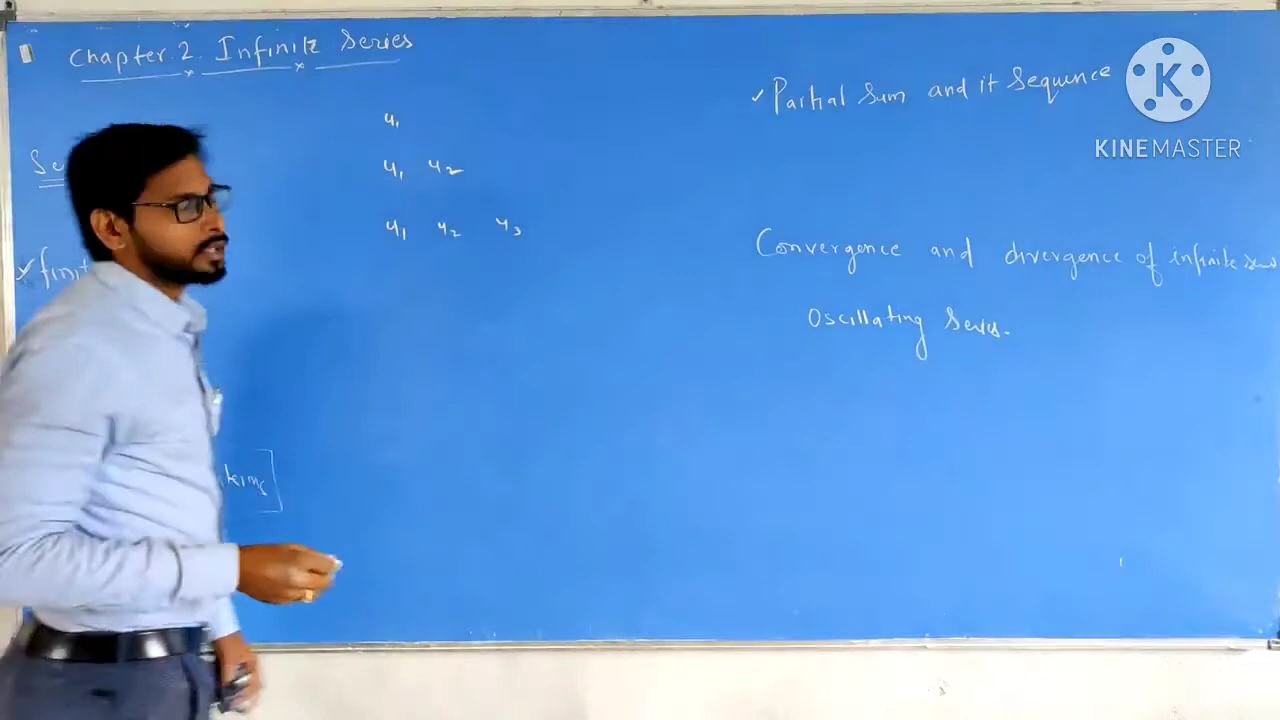 Chapter.2. Infinite Series
u1
u1 u2
u1 u2 u3
✓ Partial Sum and it Sequence
Convergence and divergence of infinite
Oscillating Series.
KINEMASTER